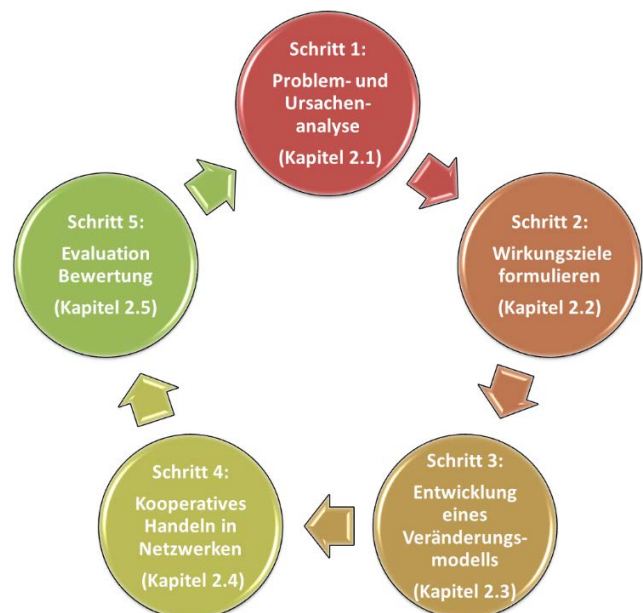 Schritt 1:
Problem- und
Ursachen-
analyse
(Kapitel 2.1)
Schritt 2:
Wirkungsziele
formulieren
(Kapitel 2.2)
Schritt 3:
Entwicklung
eines
Veränderungs-
modells
(Kapitel 2.3)
Schritt 4:
Kooperatives
Handeln in
Netzwerken
(Kapitel 2.4)
Schritt 5:
Evaluation
Bewertung
(Kapitel 2.5)